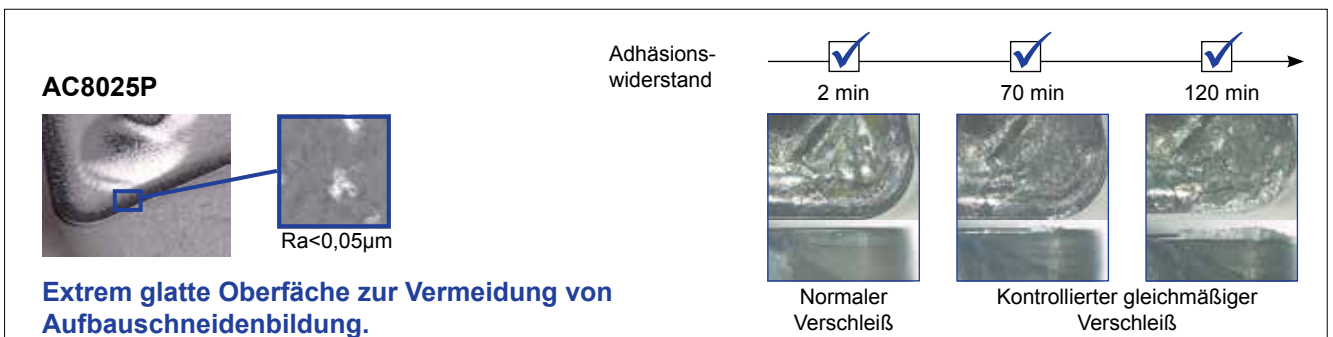 AC8025P
Ra<0,05µm
Extrem glatte Oberfäche zur Vermeidung von
Aufbauschneidenbildung.
Adhäsions-
widerstand
2 min
70 min
120 min
Normaler
Verschleiß
Kontrollierter gleichmäßiger
Verschleiß